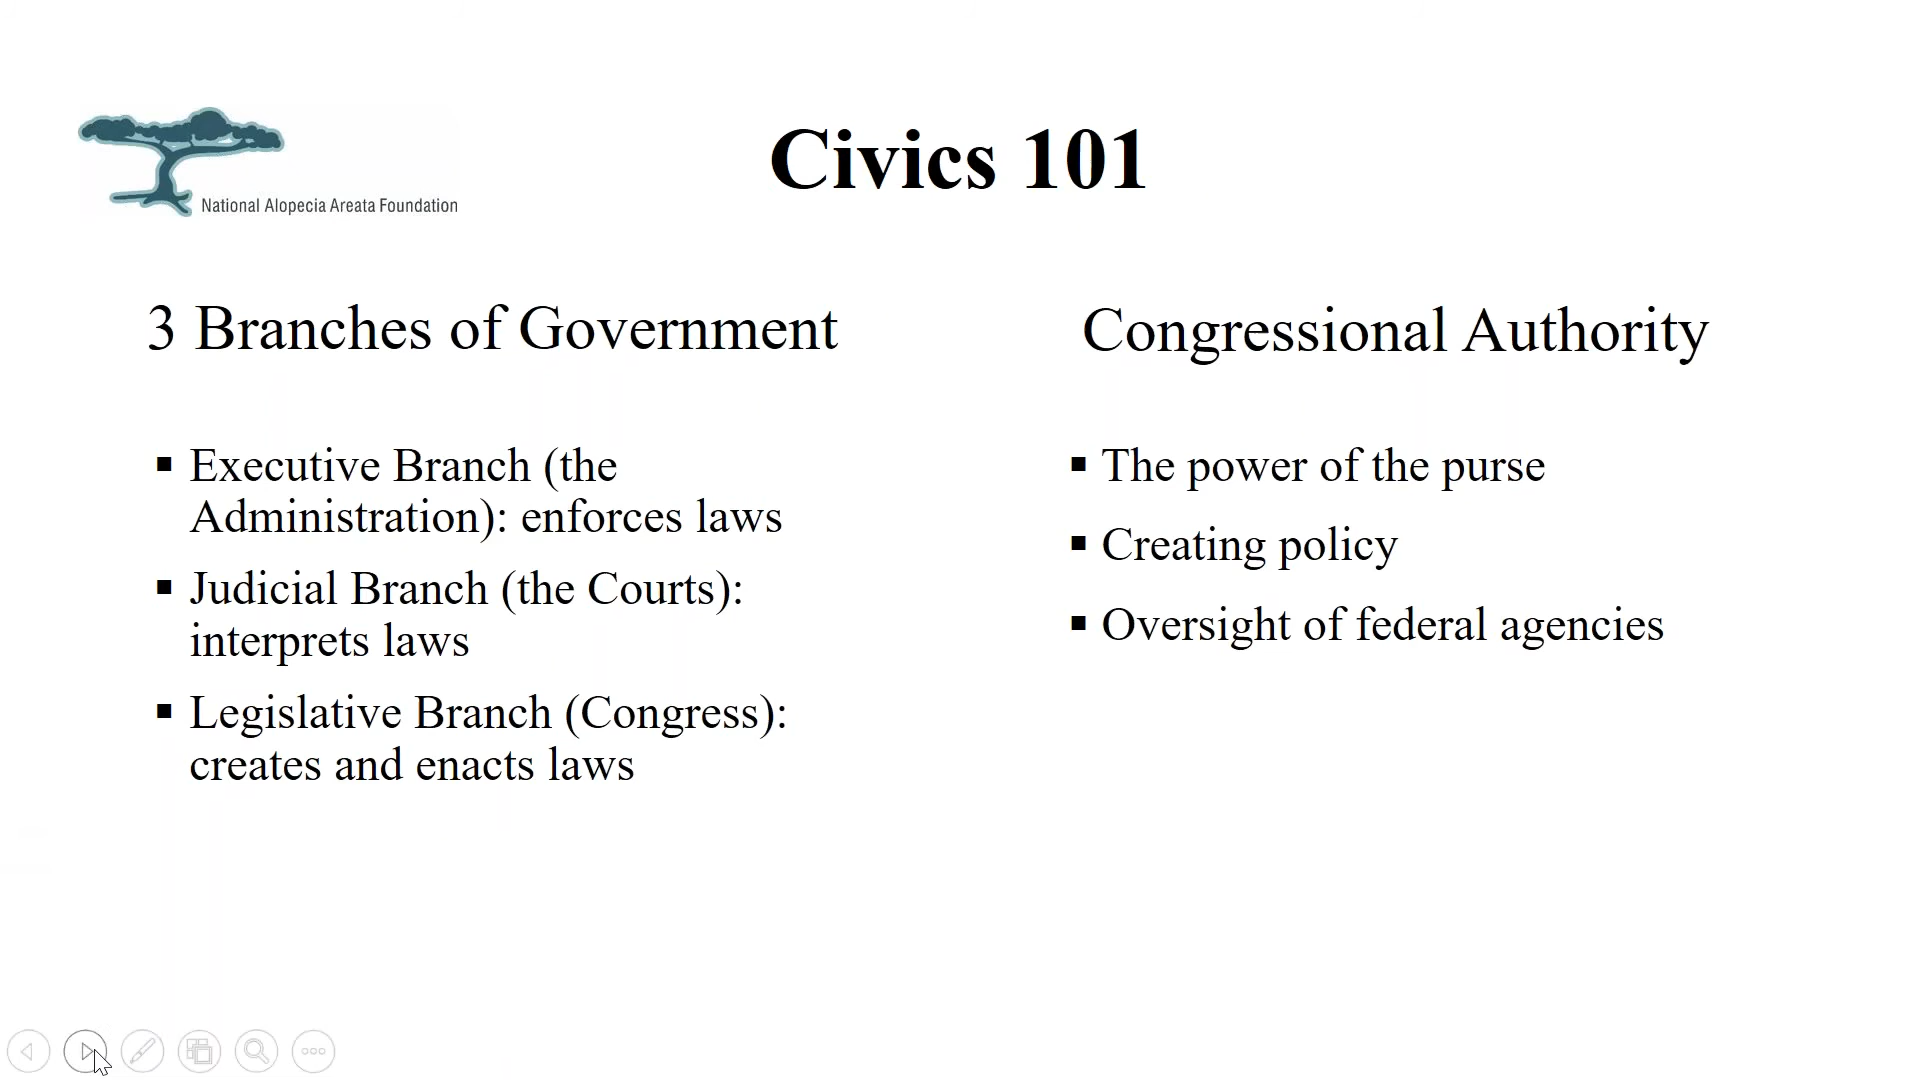 National Alopecia Areata Foundation
Civics 101
3 Branches of Government
▪ Executive Branch (the
Administration): enforces laws
▪ Judicial Branch (the Courts):
interprets laws
▪ Legislative Branch (Congress):
creates and enacts laws
Congressional Authority
▪ The power of the purse
▪ Creating policy
▪ Oversight of federal agencies